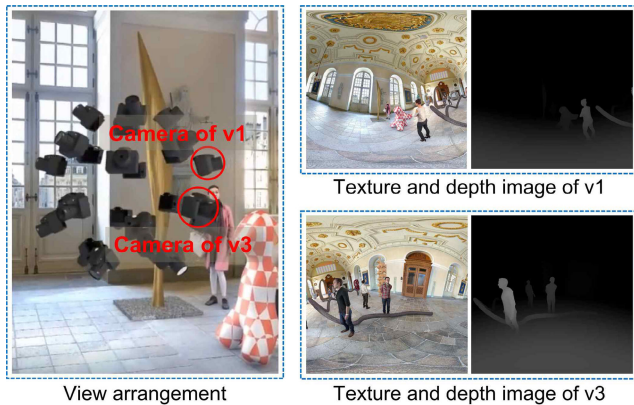 Camera of v1
Camera of v3
View arrangement
Texture and depth image of v1
Texture and depth image of v3